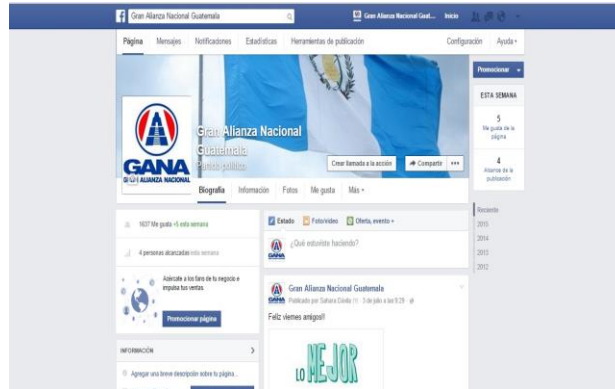 Gran Alianza Nacional Guatemala
Gran Alianza Nacional Guat... Inicio
Página Mensajes Notificaciones Estadísticas Herramientas de publicación Configuración Ayuda
Promocionar
ESTA SEMANA
5
Me gusta de la página
4
Alcance de la publicación
Gran Alianza Nacional
Guatemala
Partido político
GANA
GRAN ALIANZA NACIONAL
Crear llamada a la acción Compartir
Biografía Información Fotos Me gusta Más
Reciente
2015
2014
2013
2012
1637 Me gusta +5 esta semana
4 personas alcanzadas esta semana
Acércate a los fans de tu negocio e
impulsa tus ventas.
Promocionar página
INFORMACIÓN
Agregar una breve descripción sobre tu página...
Estado Foto/video Oferta, evento +
GANA
¿Qué estuviste haciendo?
GANA
Gran Alianza Nacional Guatemala
Publicado por Sahara Dávila 3 de julio a las 9:29
Feliz viernes amigos!!
LO MEJOR